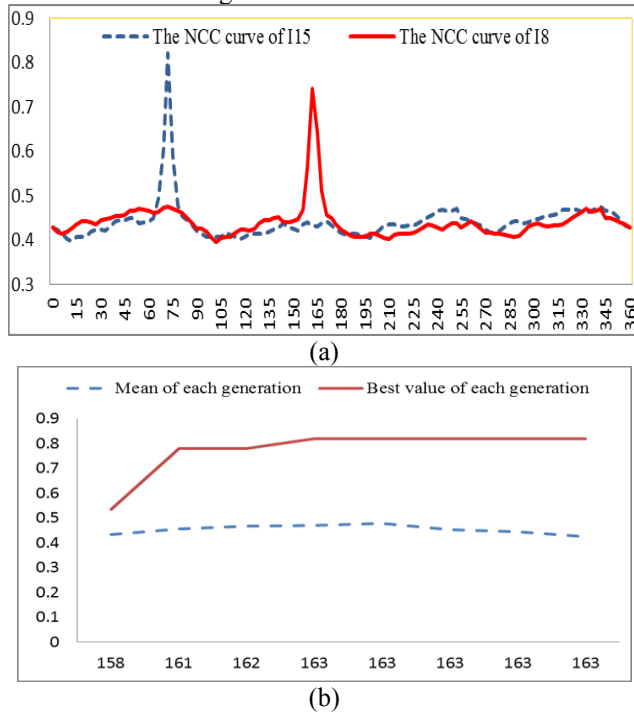 0.9
The NCC curve of I15 The NCC curve of I8
0.8
0.7
0.6
0.5
0.4
0.3
0 15 30 45 60 75 90 105 120 135 150 165 180 195 210 225 240 255 270 285 300 315 330 345 360
(a)
Mean of each generation Best value of each generation
0.9
0.8
0.7
0.6
0.5
0.4
0.3
0.2
0.1
0
158 161 162 163 163 163 163 163
(b)